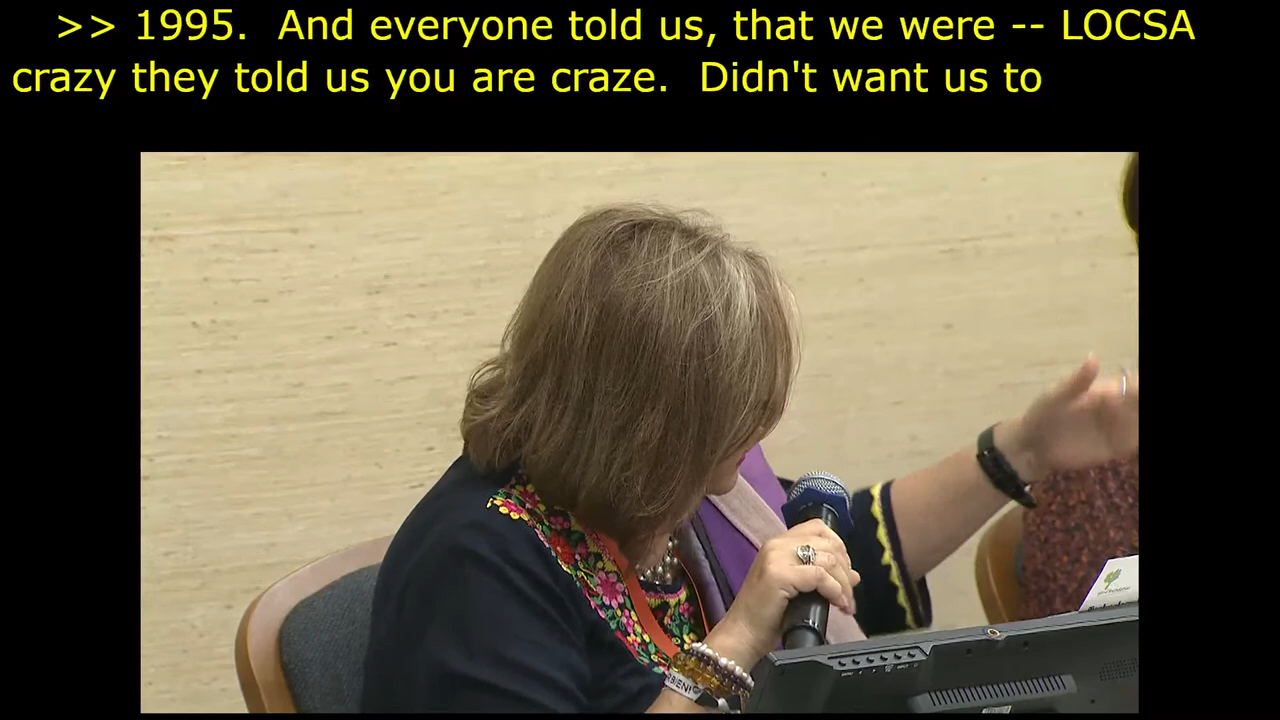 >> 1995.  And everyone told us, that we were -- LOCSA
crazy they told us you are craze.  Didn't want us to